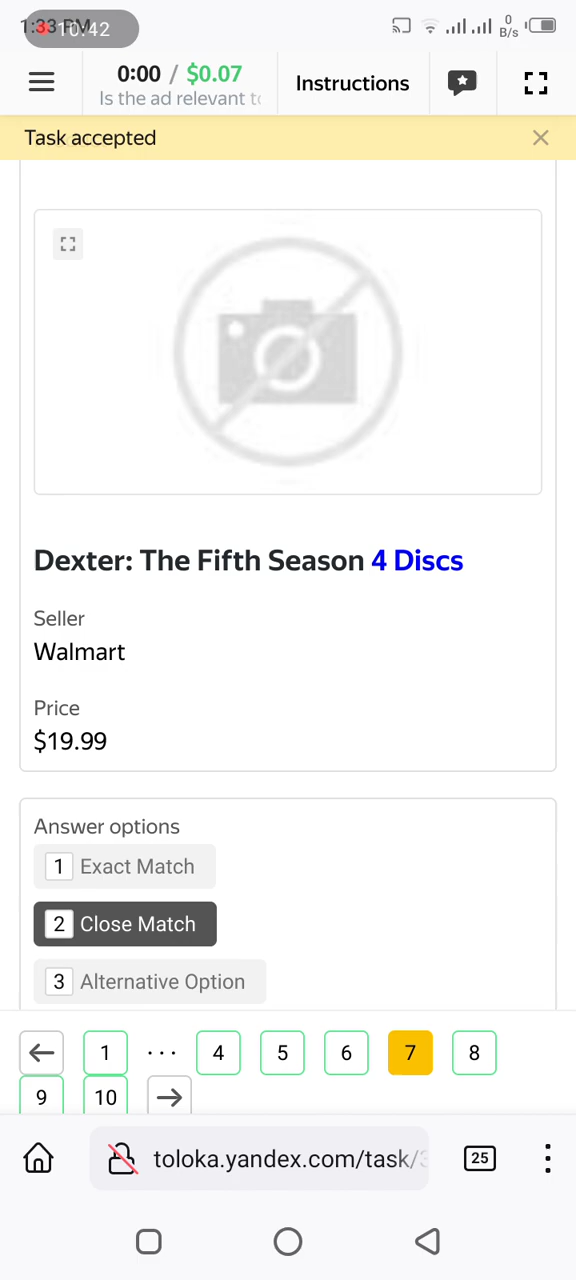 1:33 PM
10:42
0
B/s
0:00 / $0.07
Is the ad relevant to
Instructions
Task accepted
Dexter: The Fifth Season 4 Discs
Seller
Walmart
Price
$19.99
Answer options
1 Exact Match
2 Close Match
3 Alternative Option
1 ... 4 5 6 7 8
9 10
toloka.yandex.com/task/3
25